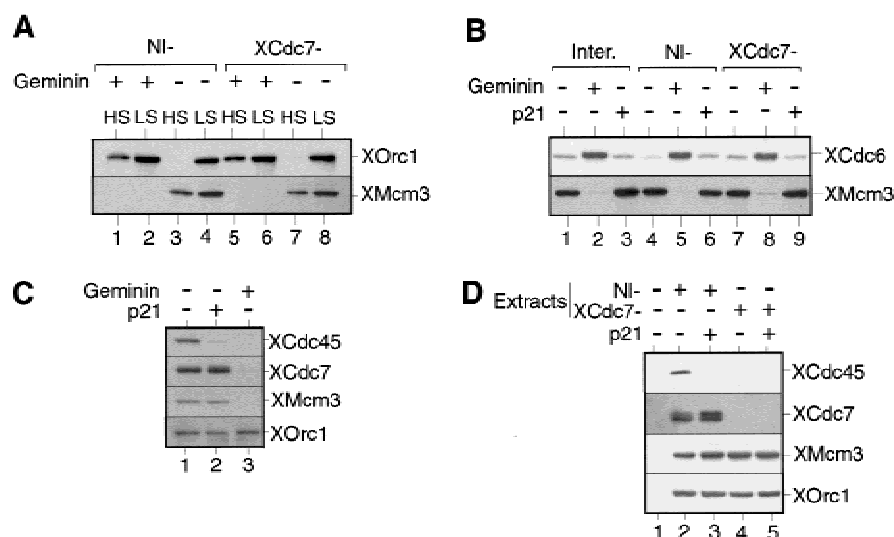 A
NI- XCdc7-
Geminin + + - - + + - -
HS LS HS LS HS LS HS LS
XOrc1
XMcm3
1 2 3 4 5 6 7 8
B
Inter. NI- XCdc7-
Geminin - + - - + - - + -
p21 - - + - - + - - +
XCdc6
XMcm3
1 2 3 4 5 6 7 8 9
C
Geminin - - +
p21 - + -
XCdc45
XCdc7
XMcm3
XOrc1
1 2 3
D
Extracts NI- - + + - -
XCdc7- - - - + +
p21 - - + - +
XCdc45
XCdc7
XMcm3
XOrc1
1 2 3 4 5